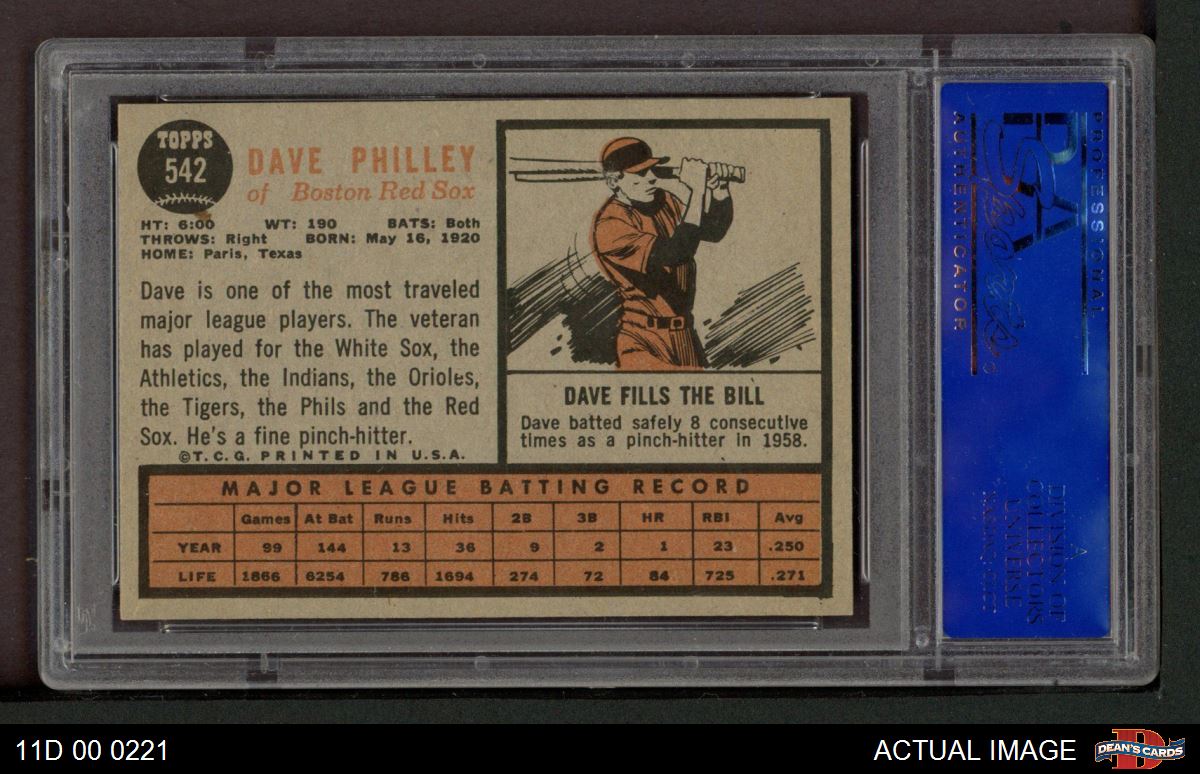 TOPPS
542
DAVE PHILLEY
of Boston Red Sox
HT: 6:00 WT: 190 BATS: Both
THROWS: Right BORN: May 16, 1920
HOME: Paris, Texas
Dave is one of the most traveled
major league players. The veteran
has played for the White Sox, the
Athletics, the Indians, the Orioles,
the Tigers, the Phils and the Red
Sox. He's a fine pinch-hitter.
©T.C.G. PRINTED IN U.S.A.
DAVE FILLS THE BILL
Dave batted safely 8 consecutive
times as a pinch-hitter in 1958.
MAJOR LEAGUE BATTING RECORD
Games At Bat Runs Hits 2B 3B HR RBI Avg
YEAR 99 144 13 36 9 2 1 23 .250
LIFE 1866 6254 786 1694 274 72 84 725 .271
PROFESSIONAL
PSA
AUTHENTICATOR
A
DIVISION OF
COLLECTORS
UNIVERSE
11D 00 0221
ACTUAL IMAGE
DEAN'S CARDS